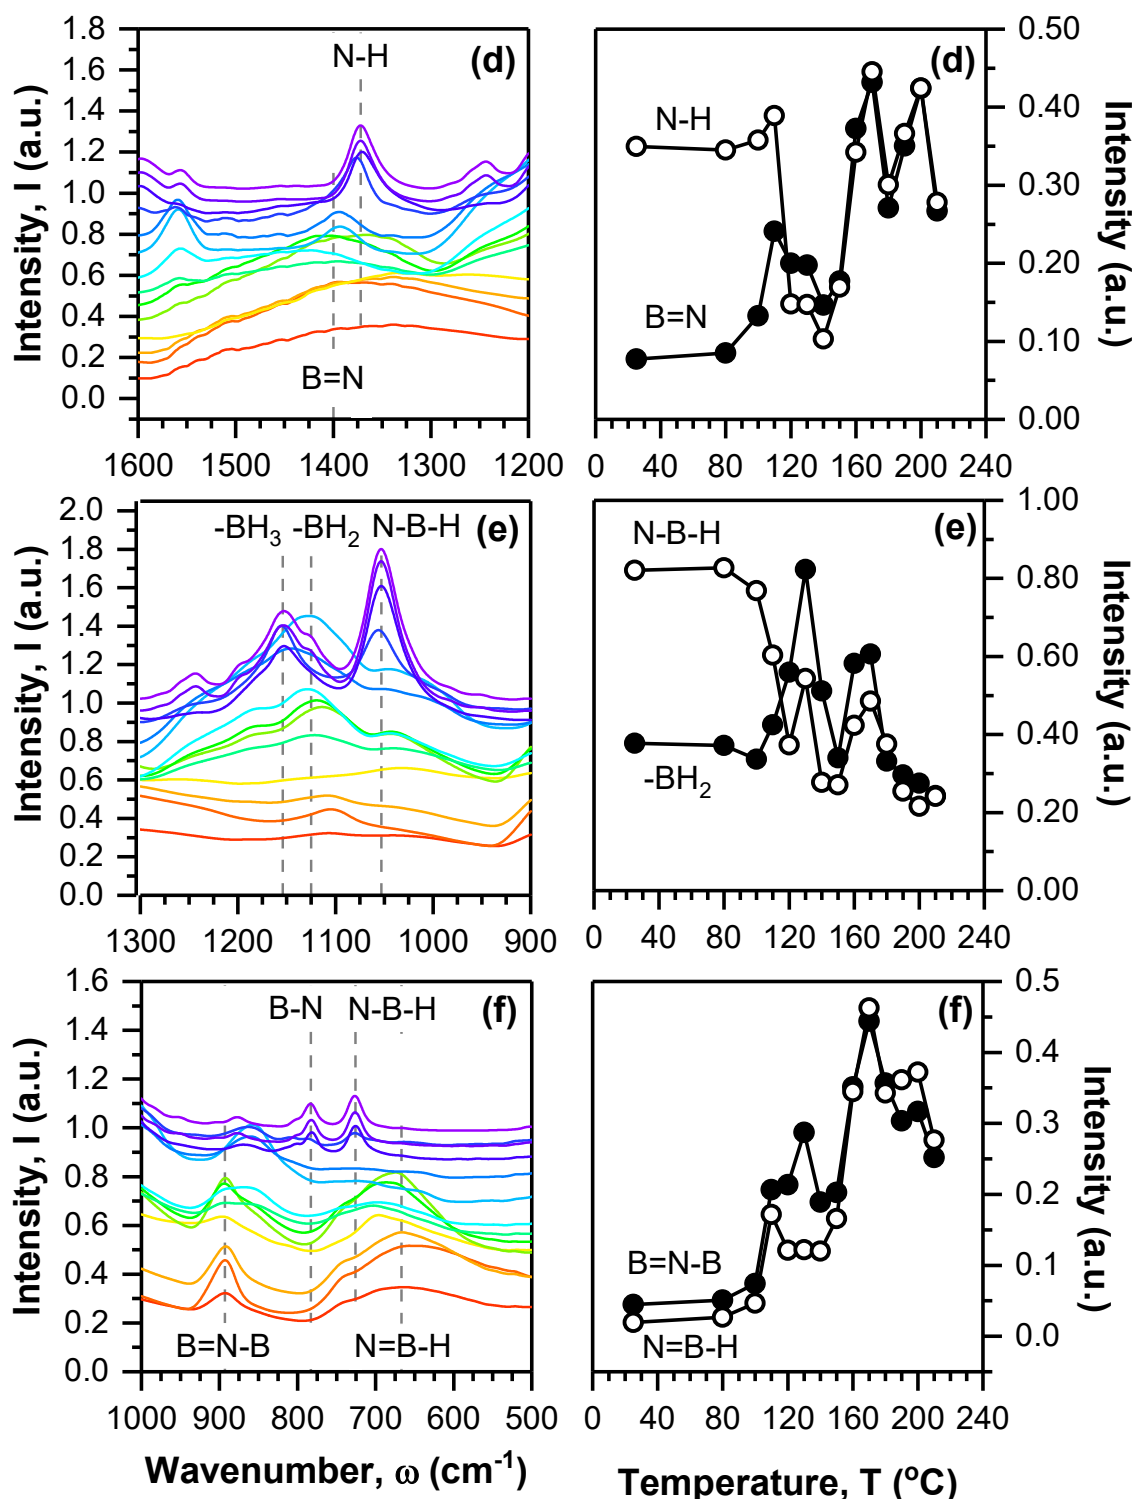 1.8
1.6
1.4
1.2
1.0
0.8
0.6
0.4
0.2
0.0
Intensity, I (a.u.)
N-H
(d)
B=N
1600
1500
1400
1300
1200
(d)
N-H
B=N
0.50
0.40
0.30
0.20
0.10
0.00
Intensity (a.u.)
0 40 80 120 160 200 240
2.0
1.8
1.6
1.4
1.2
1.0
0.8
0.6
0.4
0.2
0.0
Intensity, I (a.u.)
-BH₃ -BH₂ N-B-H (e)
1300
1200
1100
1000
900
N-B-H
(e)
-BH₂
1.00
0.80
0.60
0.40
0.20
0.00
Intensity (a.u.)
0 40 80 120 160 200 240
1.6
1.4
1.2
1.0
0.8
0.6
0.4
0.2
0.0
Intensity, I (a.u.)
B-N N-B-H (f)
B=N-B
N=B-H
1000 900 800 700 600 500
Wavenumber, ω (cm⁻¹)
(f)
B=N-B
N=B-H
0.5
0.4
0.3
0.2
0.1
0.0
Intensity (a.u.)
0 40 80 120 160 200 240
Temperature, T (ºC)